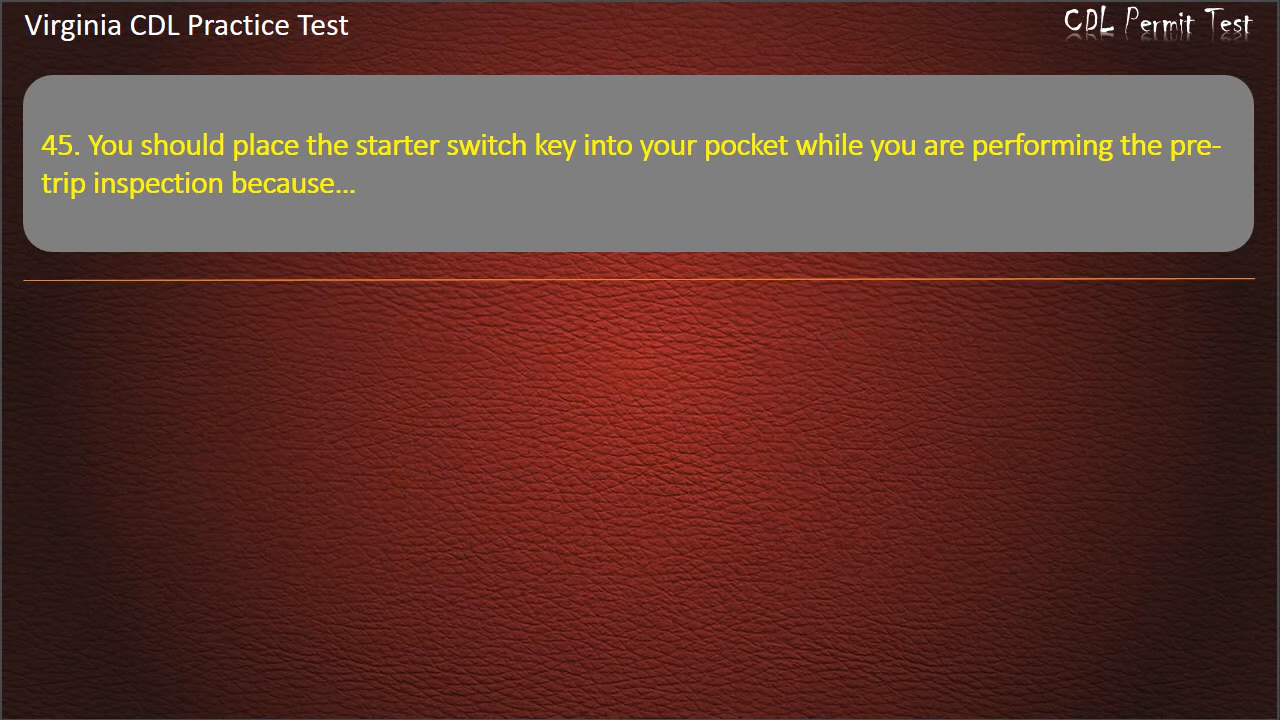 Virginia CDL Practice Test
CDL Permit Test
45. You should place the starter switch key into your pocket while you are performing the pre-
trip inspection because...